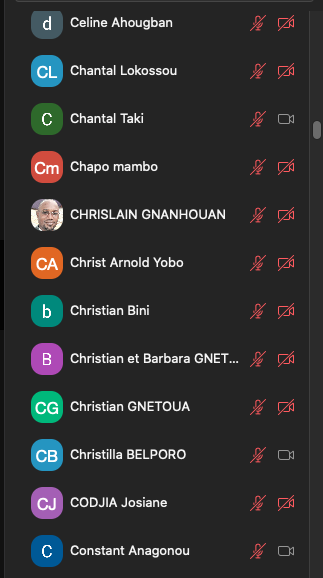 d Celine Ahougban
CL Chantal Lokossou
C Chantal Taki
Cm Chapo mambo
CHRISLAIN GNANHOUAN
CA Christ Arnold Yobo
b Christian Bini
B Christian et Barbara GNET...
CG Christian GNETOUA
CB Christilla BELPORO
CJ CODJIA Josiane
C Constant Anagonou